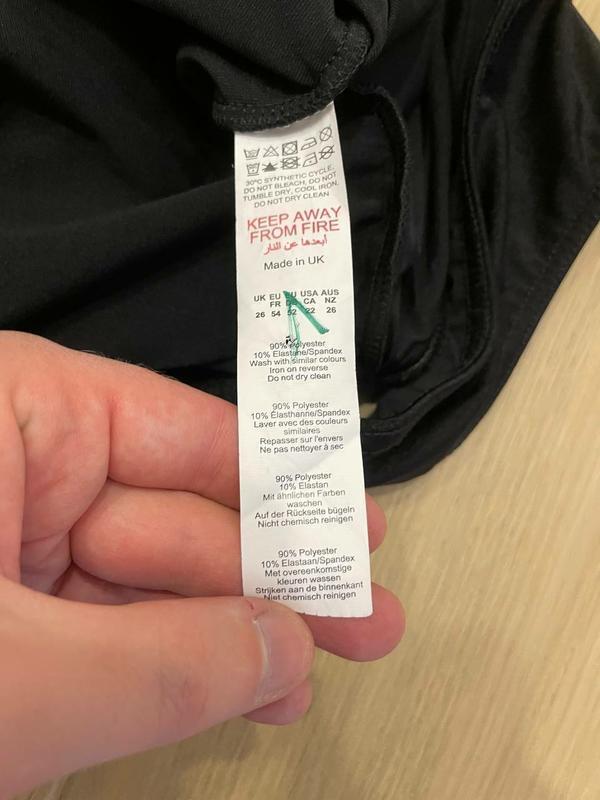 30°C SYNTHETIC CYCLE,
DO NOT BLEACH, DO NOT
TUMBLE DRY, COOL IRON,
DO NOT DRY CLEAN
KEEP AWAY
FROM FIRE
أبعدها عن النار
Made in UK
UK EU EU USA AUS
FR DE CA NZ
26 54 52 22 26
90% Polyester
10% Elastane/Spandex
Wash with similar colours
Iron on reverse
Do not dry clean
90% Polyester
10% Élasthanne/Spandex
Laver avec des couleurs
similaires
Repasser sur l'envers
Ne pas nettoyer à sec
90% Polyester
10% Elastan
Mit ähnlichen Farben
waschen
Auf der Rückseite bügeln
Nicht chemisch reinigen
90% Polyester
10% Elastaan/Spandex
Met overeenkomstige
kleuren wassen
Strijken aan de binnenkant
Niet chemisch reinigen